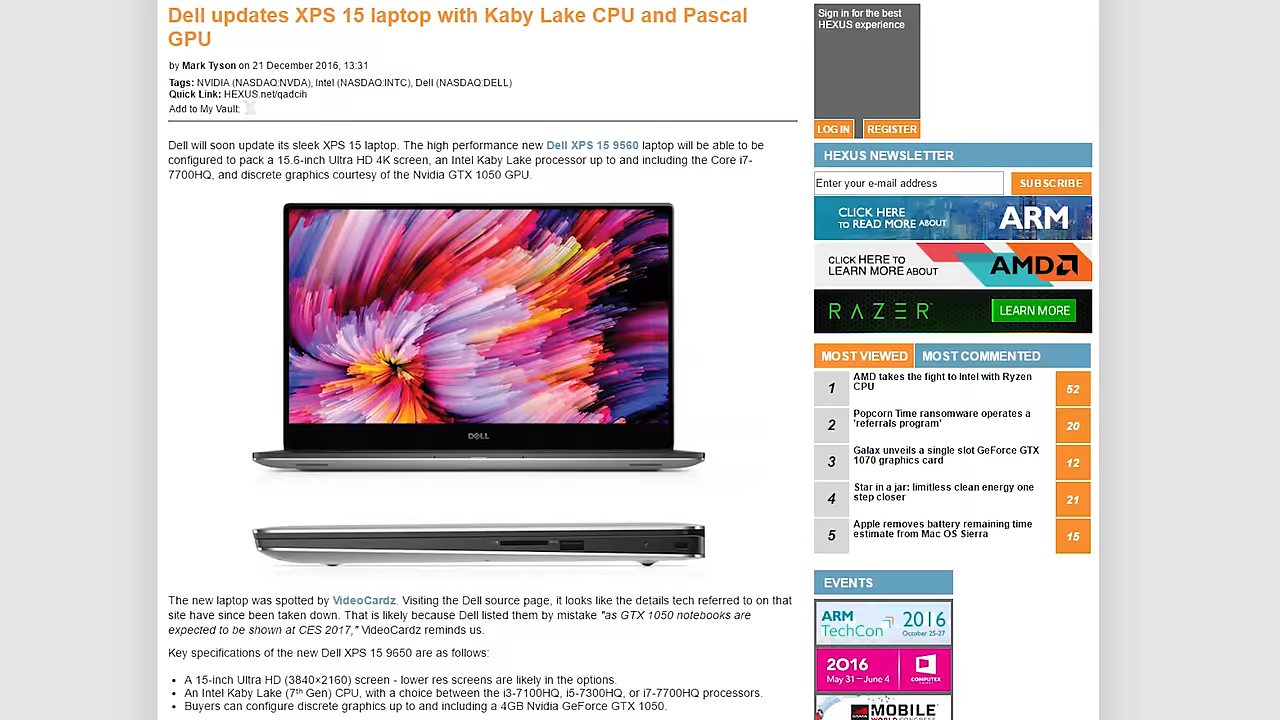 Dell updates XPS 15 laptop with Kaby Lake CPU and Pascal
GPU
by Mark Tyson on 21 December 2016, 13:31
Tags: NVIDIA (NASDAQ:NVDA), Intel (NASDAQ:INTC), Dell (NASDAQ:DELL)
Quick Link: HEXUS.net/qadcih
Add to My Vault:
Dell will soon update its sleek XPS 15 laptop. The high performance new Dell XPS 15 9560 laptop will be able to be
configured to pack a 15.6-inch Ultra HD 4K screen, an Intel Kaby Lake processor up to and including the Core i7-
7700HQ, and discrete graphics courtesy of the Nvidia GTX 1050 GPU.
DELL
The new laptop was spotted by VideoCardz. Visiting the Dell source page, it looks like the details tech referred to on that
site have since been taken down. That is likely because Dell listed them by mistake "as GTX 1050 notebooks are
expected to be shown at CES 2017," VideoCardz reminds us.
Key specifications of the new Dell XPS 15 9650 are as follows:
• A 15-inch Ultra HD (3840×2160) screen - lower res screens are likely in the options.
• An Intel Kaby Lake (7th Gen) CPU, with a choice between the i3-7100HQ, i5-7300HQ, or i7-7700HQ processors.
• Buyers can configure discrete graphics up to and including a 4GB Nvidia GeForce GTX 1050.
Sign in for the best
HEXUS experience
LOG IN REGISTER
HEXUS NEWSLETTER
Enter your e-mail address SUBSCRIBE
CLICK HERE
TO READ MORE ABOUT ARM
CLICK HERE TO
LEARN MORE ABOUT AMD
RAZER LEARN MORE
MOST VIEWED MOST COMMENTED
1 AMD takes the fight to Intel with Ryzen
CPU 52
2 Popcorn Time ransomware operates a
'referrals program' 20
3 Galax unveils a single slot GeForce GTX
1070 graphics card 12
4 Star in a jar: limitless clean energy one
step closer 21
5 Apple removes battery remaining time
estimate from Mac OS Sierra 15
EVENTS
ARM 2016
TechCon October 25-27
2016
May 31 - June 4 COMPUTEX
MOBILE